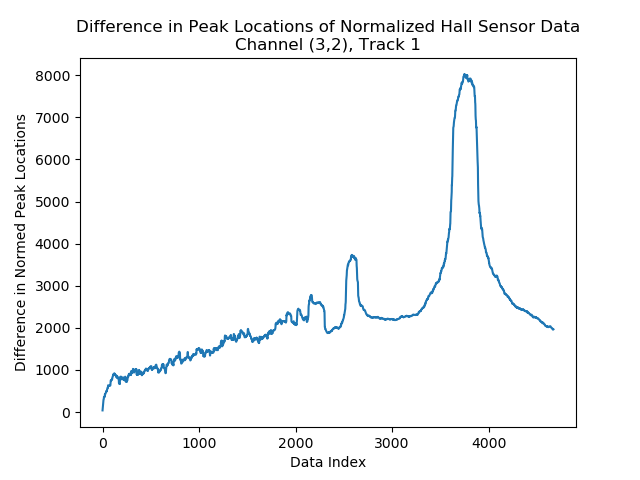 Difference in Peak Locations of Normalized Hall Sensor Data
Channel (3,2), Track 1
Difference in Normed Peak Locations
8000
7000
6000
5000
4000
3000
2000
1000
0
0 1000 2000 3000 4000
Data Index